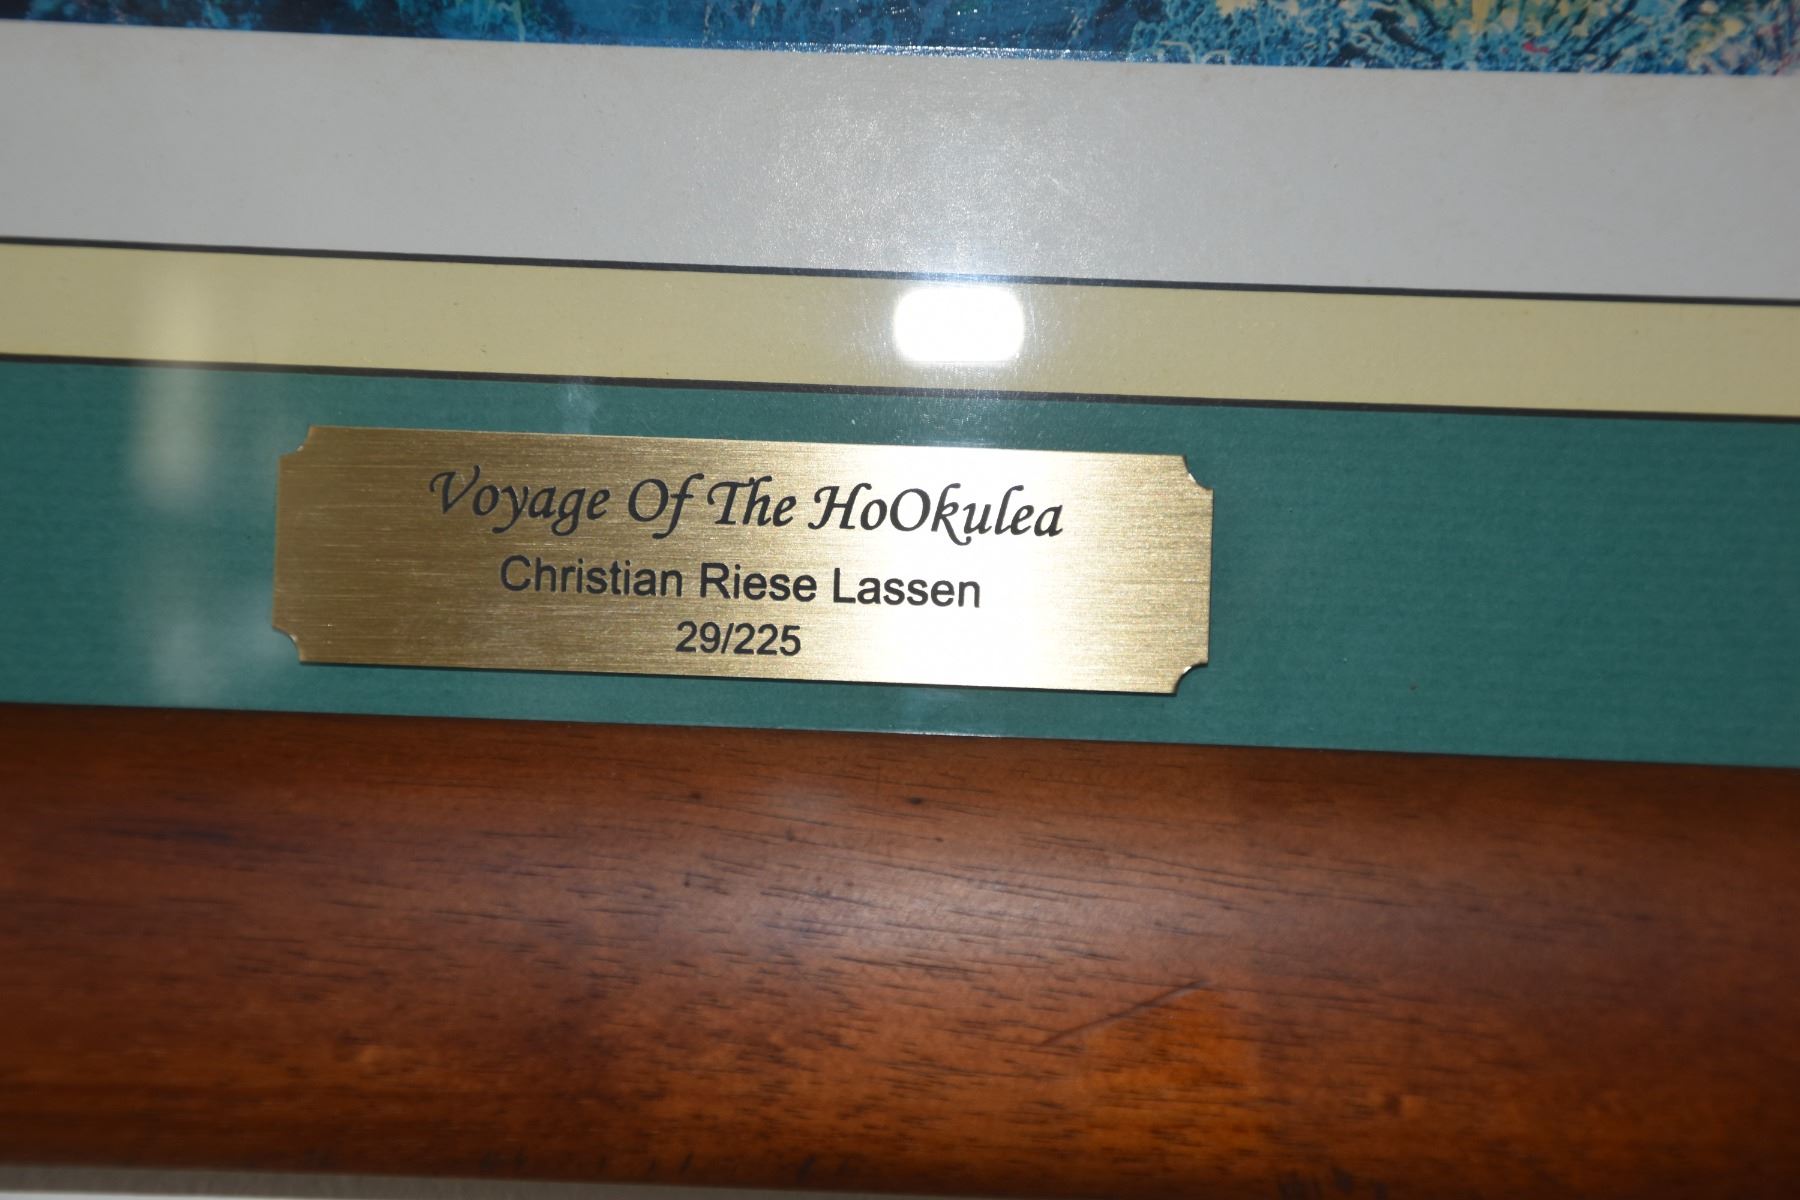 Voyage Of The HoOkulea
Christian Riese Lassen
29/225